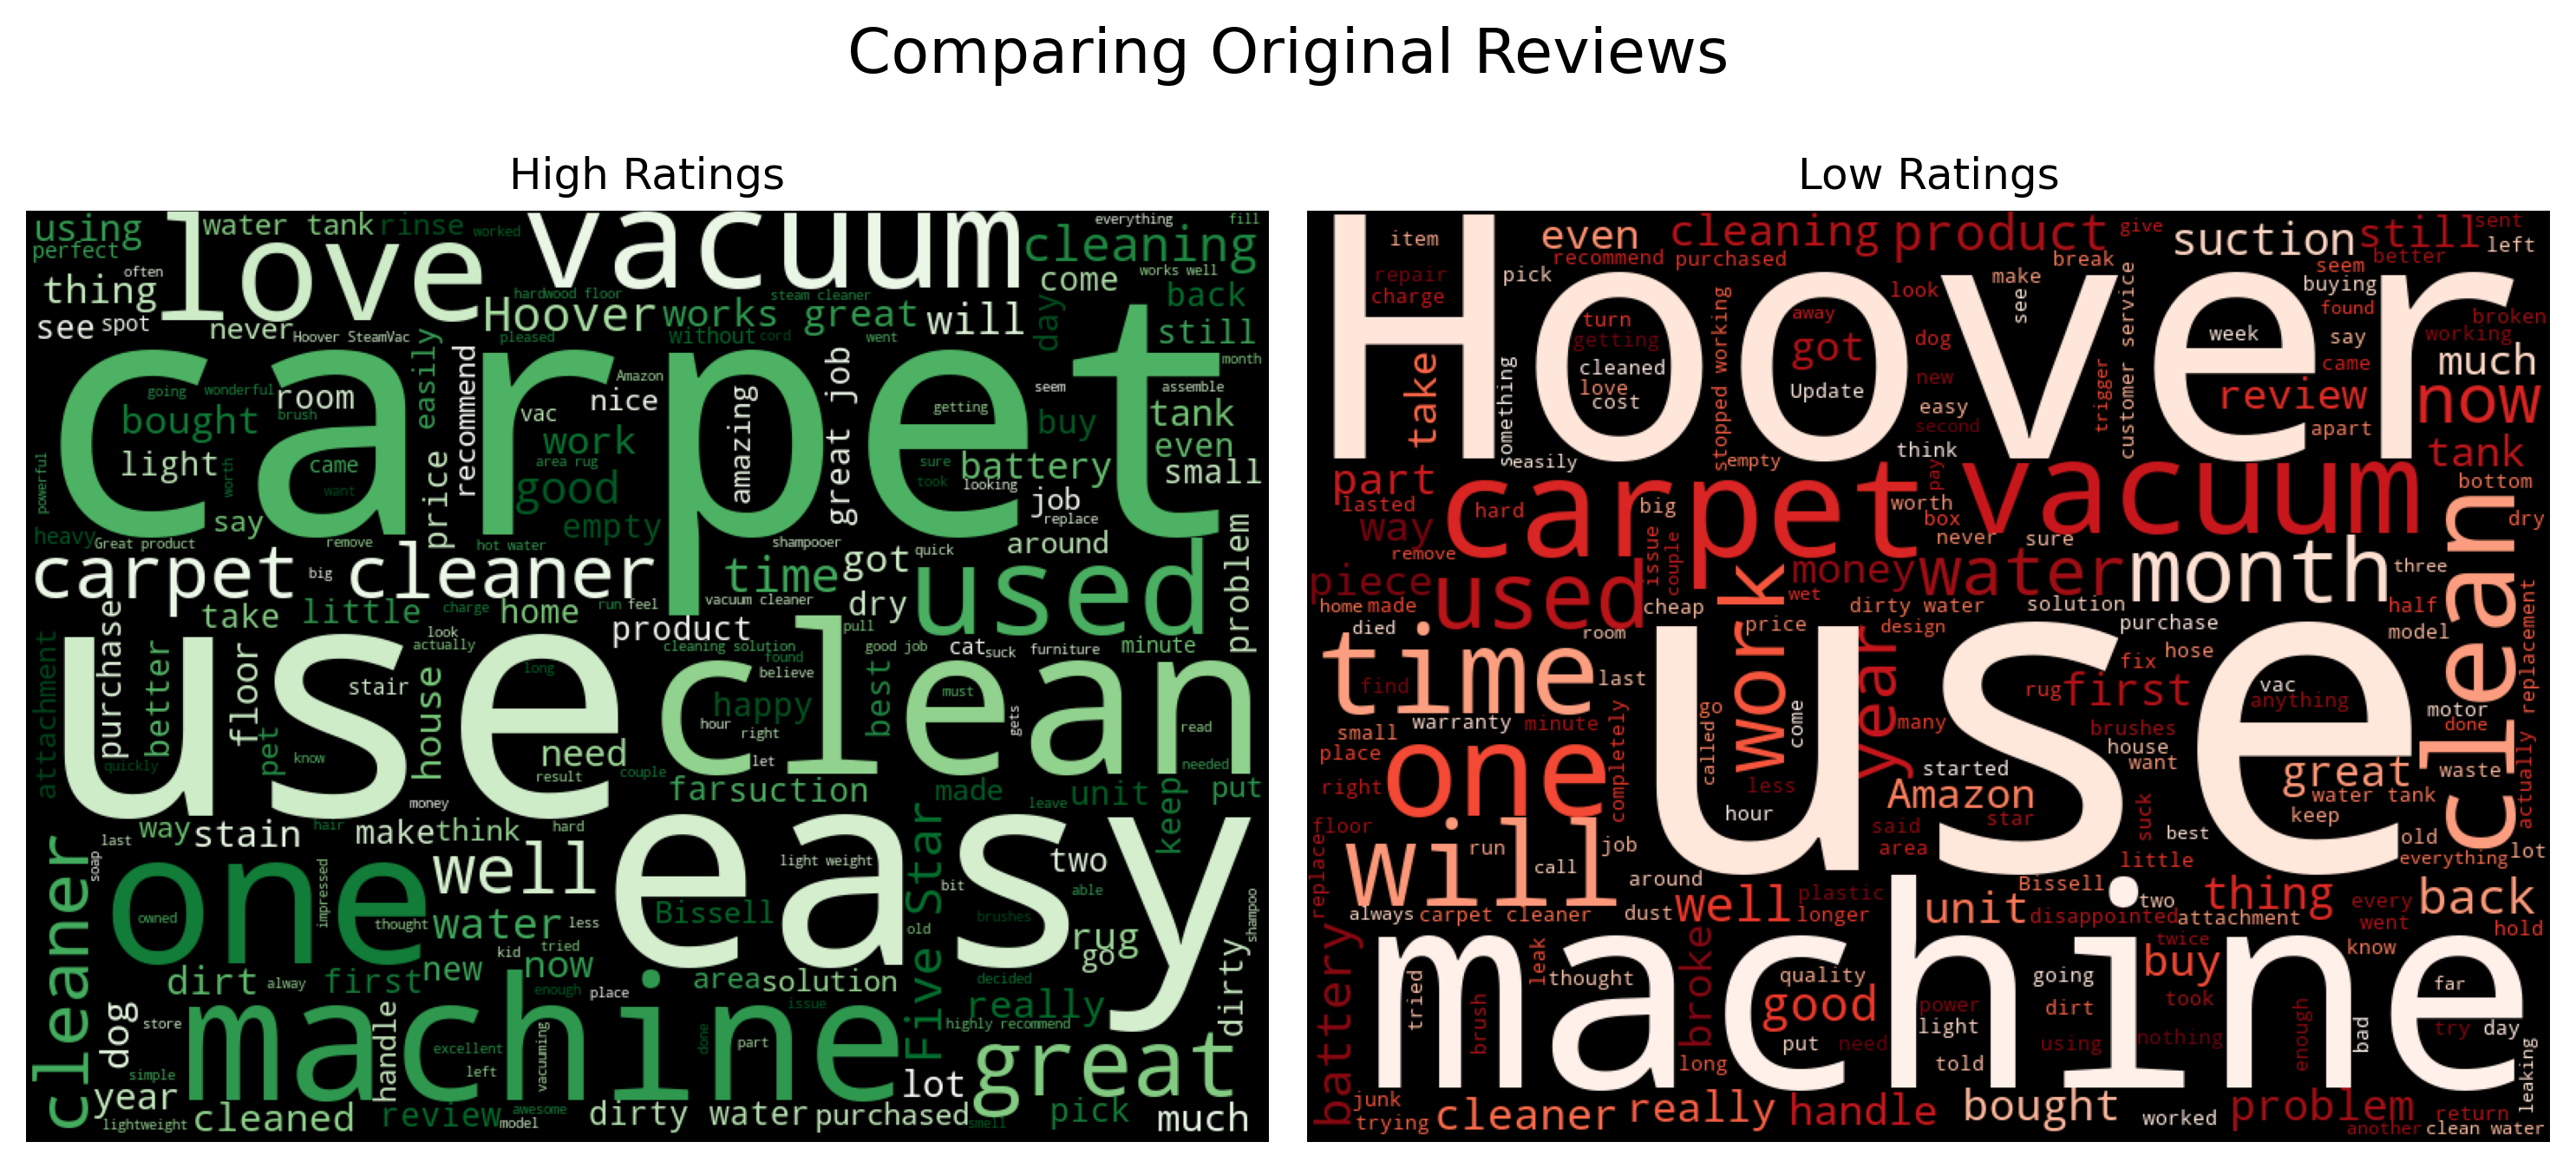 Comparing Original Reviews
High Ratings
Low Ratings
using
love
water tank
rinse
worked
vacuum
everything
fill
perfect
often
cleaning
thing
come
works well
back
see
spot
never
Hoover SteamVac
hardwood floor
Hoover
works great
steam cleaner
will
day
still
pleased
without
cord
went
month
carpet
easily
recommend
going
wonderful
room
brush
bought
light
came
want
worth
powerful
say
price
vac
nice
Amazon
work
area rug
good
empty
amazing
great job
seem
getting
buy
assemble
tank
even
small
sure
battery
took
looking
job
replace
heavy
Great product
remove
hot water
shampooer
quick
around
problem
carpet cleaner
big
time
got
used
dry
take
little
charge
home
run
feel
vacuum cleaner
product
pull
purchase
look
actually
cleaning solution
found
good job
cat
suck
furniture
minute
attachment
better
floor
stair
house
use
long
believe
clean
happy
best
must
gets
read
pet
know
quickly
need
result
couple
hour
right
let
needed
money
far
suction
made
leave
unit
keep
put
way
stain
last
hair
make
think
hard
easy
cleaner
soap
one
impressed
owned
well
light weight
Five Star
two
able
bit
thought
water
less
Bissell
brushes
old
shampoo
rug
go
dirty
dirt
alway
first
new
kid
tried
now
enough
place
area
solution
decided
issue
really
highly recommend
dog
store
machine
handle
excellent
left
vacuuming
done
part
great
simple
year
lot
lightweight
cleaned
review
awesome
model
dirty water
purchased
smell
pick
much
Hoover
item
even
cleaning
product
give
suction
still
sent
left
repair
charge
pick
recommend
purchased
break
seem
better
make
see
look
buying
found
turn
getting
away
stopped working
customer service
week
say
broken
working
take
something
cleaned
love
cost
got
Update
dog
new
easy
second
trigger
came
much
review
now
apart
think
easily
empty
tank
part
lasted
carpet
hard
big
pay
worth
box
vacuum
bottom
way
remove
never
sure
dry
clean
piece
used
issue
couple
work
money
wet
water
month
three
home
made
cheap
dirty water
solution
half
died
room
price
year
design
purchase
model
time
last
find
use
fix
hose
rug
first
vac
anything
actually
replacement
warranty
minute
small
completely
go
come
many
brushes
house
want
motor
done
place
right
one
called
less
started
great
waste
hour
Amazon
water tank
floor
said
star
suck
keep
will
run
call
job
area
best
old
little
everything
lot
replace
around
Bissell
always
carpet cleaner
dust
well
plastic
longer
unit
two
thing
every
back
disappointed
attachment
went
hold
battery
machine
leak
thought
broke
quality
going
twice
buy
know
tried
brush
good
power
light
dirt
took
far
try
day
put
need
using
nothing
enough
bad
long
told
leaking
junk
trying
cleaner
really
handle
bought
worked
problem
return
another
clean water